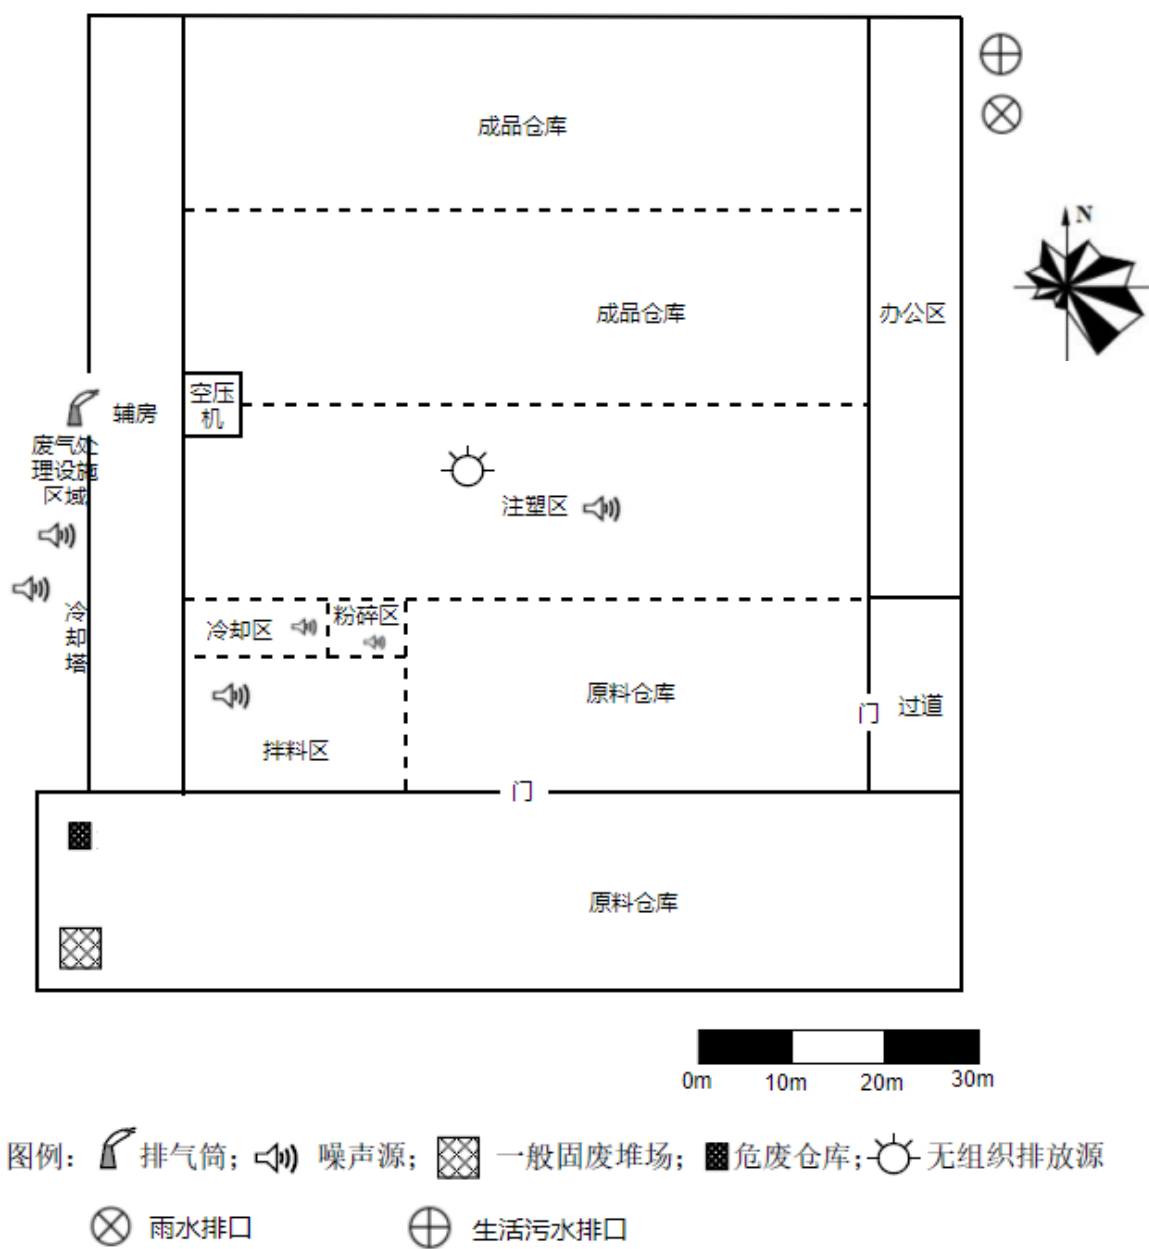 成品仓库
N
成品仓库
办公区
空压
机
辅房
废气处
理设施
区域
注塑区
冷
却
塔
冷却区
粉碎区
原料仓库
门
过道
拌料区
门
原料仓库
0m 10m 20m 30m
图例： 排气筒； 噪声源； 一般固废堆场； 危废仓库； 无组织排放源
雨水排口 生活污水排口